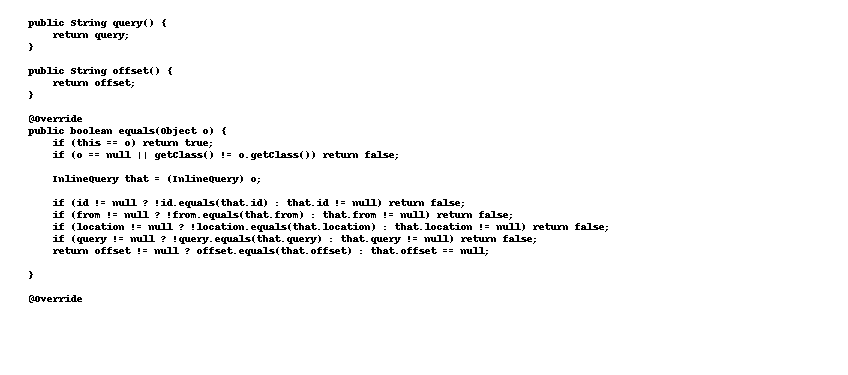 public String query() {
    return query;
}

public String offset() {
    return offset;
}

@Override
public boolean equals(Object o) {
    if (this == o) return true;
    if (o == null || getClass() != o.getClass()) return false;

    InlineQuery that = (InlineQuery) o;

    if (id != null ? !id.equals(that.id) : that.id != null) return false;
    if (from != null ? !from.equals(that.from) : that.from != null) return false;
    if (location != null ? !location.equals(that.location) : that.location != null) return false;
    if (query != null ? !query.equals(that.query) : that.query != null) return false;
    return offset != null ? offset.equals(that.offset) : that.offset == null;

}

@Override